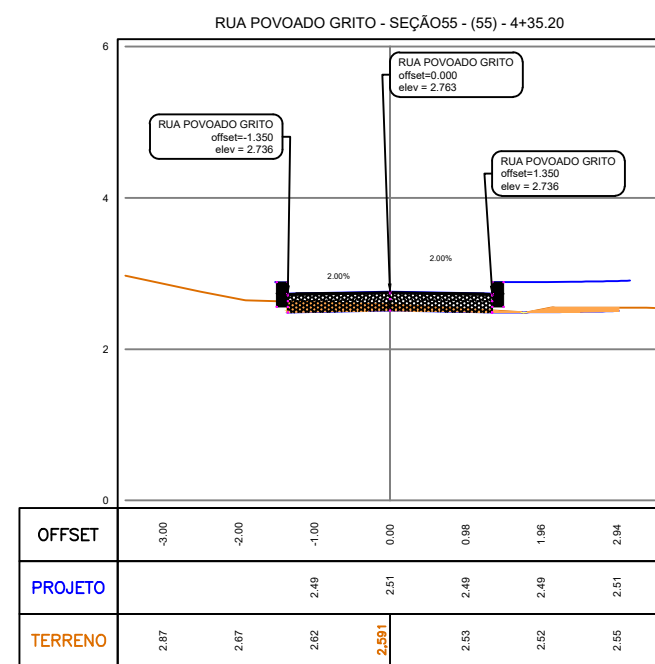 RUA POVOADO GRITO - SEÇÃO55 - (55) - 4+35.20
6
RUA POVOADO GRITO
offset=0.000
elev = 2.763
RUA POVOADO GRITO
offset=-1.350
elev = 2.736
RUA POVOADO GRITO
offset=1.350
elev = 2.736
4
2.00%
2.00%
2
0
OFFSET -3.00 -2.00 -1.00 0.00 0.98 1.96 2.94
PROJETO 2.49 2.51 2.49 2.49 2.51
TERRENO 2.87 2.67 2.62 2.591 2.53 2.52 2.55